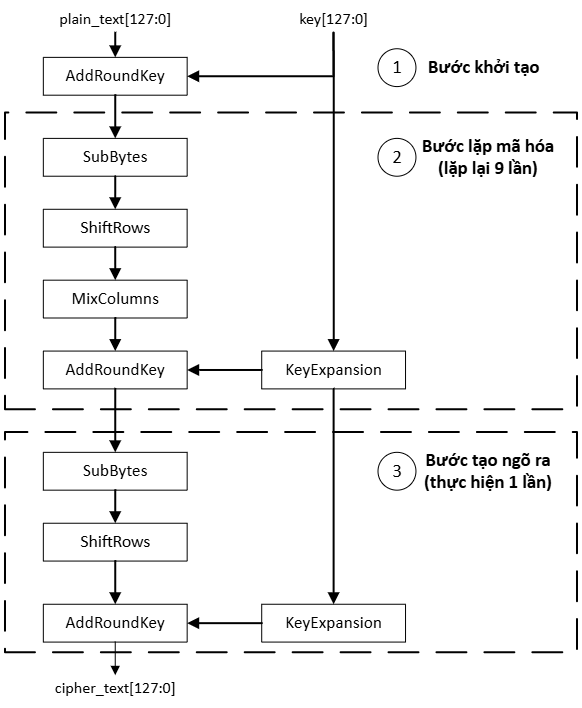 plain_text[127:0]
key[127:0]
AddRoundKey
1
Bước khởi tạo
SubBytes
2
Bước lặp mã hóa
(lặp lại 9 lần)
ShiftRows
MixColumns
AddRoundKey
KeyExpansion
SubBytes
3
Bước tạo ngõ ra
(thực hiện 1 lần)
ShiftRows
AddRoundKey
KeyExpansion
cipher_text[127:0]